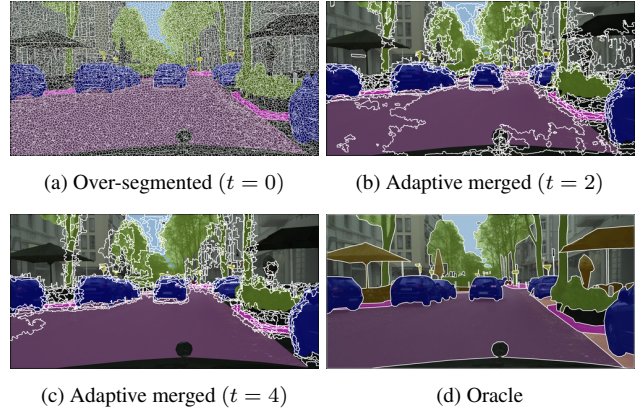 (a) Over-segmented (t = 0)
(b) Adaptive merged (t = 2)
(c) Adaptive merged (t = 4)
(d) Oracle